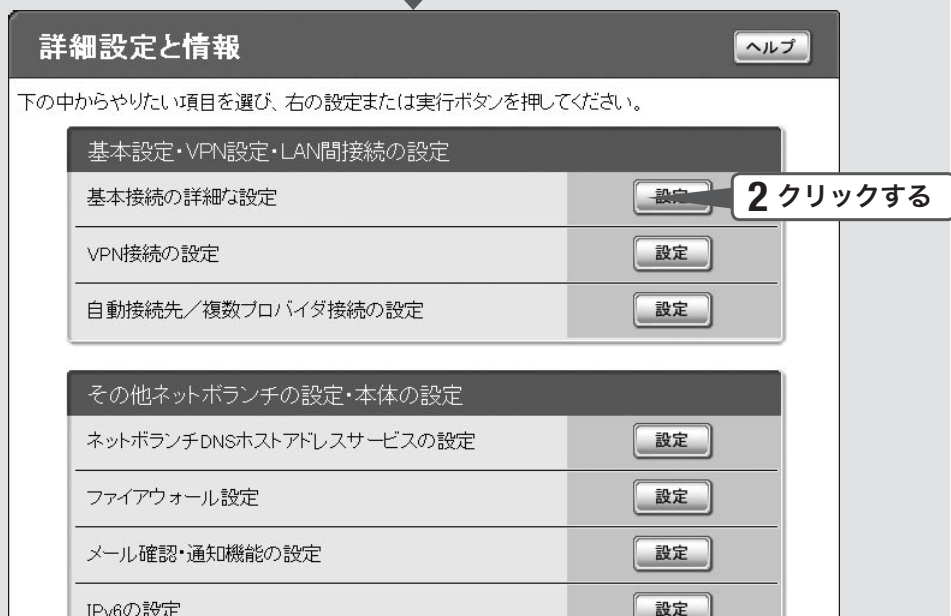 詳細設定と情報
ヘルプ
下の中からやりたい項目を選び、右の設定または実行ボタンを押してください。
基本設定・VPN設定・LAN間接続の設定
基本接続の詳細な設定
設定
2 クリックする
VPN接続の設定
設定
自動接続先／複数プロバイダ接続の設定
設定
その他ネットボランチの設定・本体の設定
ネットボランチDNSホストアドレスサービスの設定
設定
ファイアウォール設定
設定
メール確認・通知機能の設定
設定
IPv6の設定
設定